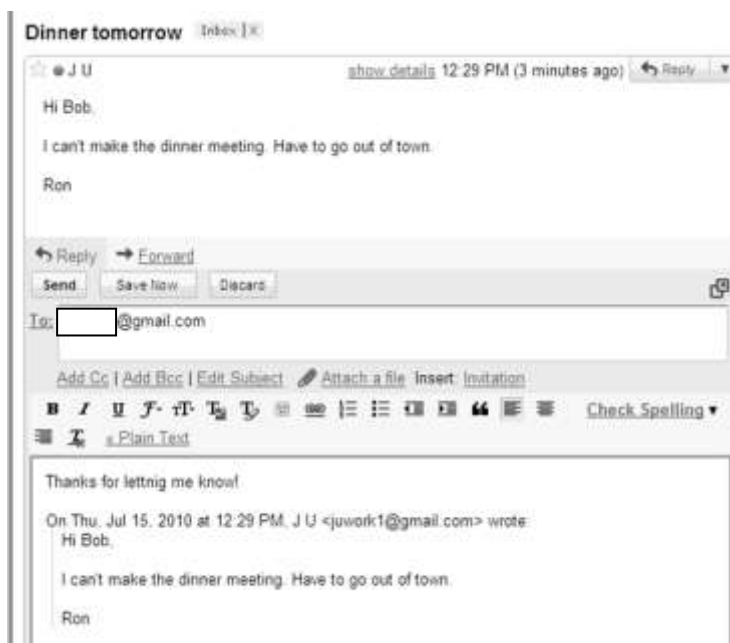 Dinner tomorrow Inbox | X
J U show details 12:29 PM (3 minutes ago) Reply
Hi Bob,
I can't make the dinner meeting. Have to go out of town.
Ron
Reply Forward
Send Save Now Discard
To: @gmail.com
Add Cc | Add Bcc | Edit Subject Attach a file Insert: Invitation
B I U Check Spelling
« Plain Text
Thanks for lettnig me know!
On Thu, Jul 15, 2010 at 12:29 PM, J U <juwork1@gmail.com> wrote:
Hi Bob,
I can't make the dinner meeting. Have to go out of town.
Ron